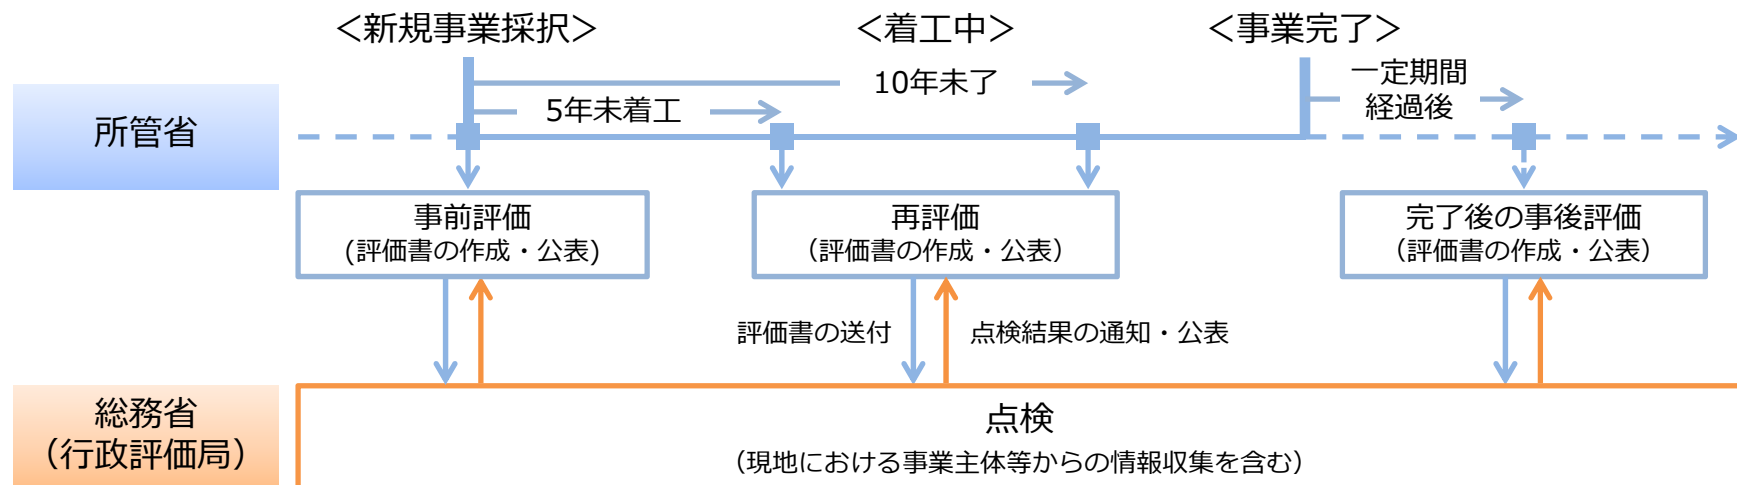 ＜新規事業採択＞
＜着工中＞
＜事業完了＞
10年未了
一定期間
経過後
5年未着工
所管省
事前評価
(評価書の作成・公表)
再評価
（評価書の作成・公表）
完了後の事後評価
（評価書の作成・公表）
評価書の送付
点検結果の通知・公表
総務省
（行政評価局）
点検
（現地における事業主体等からの情報収集を含む）